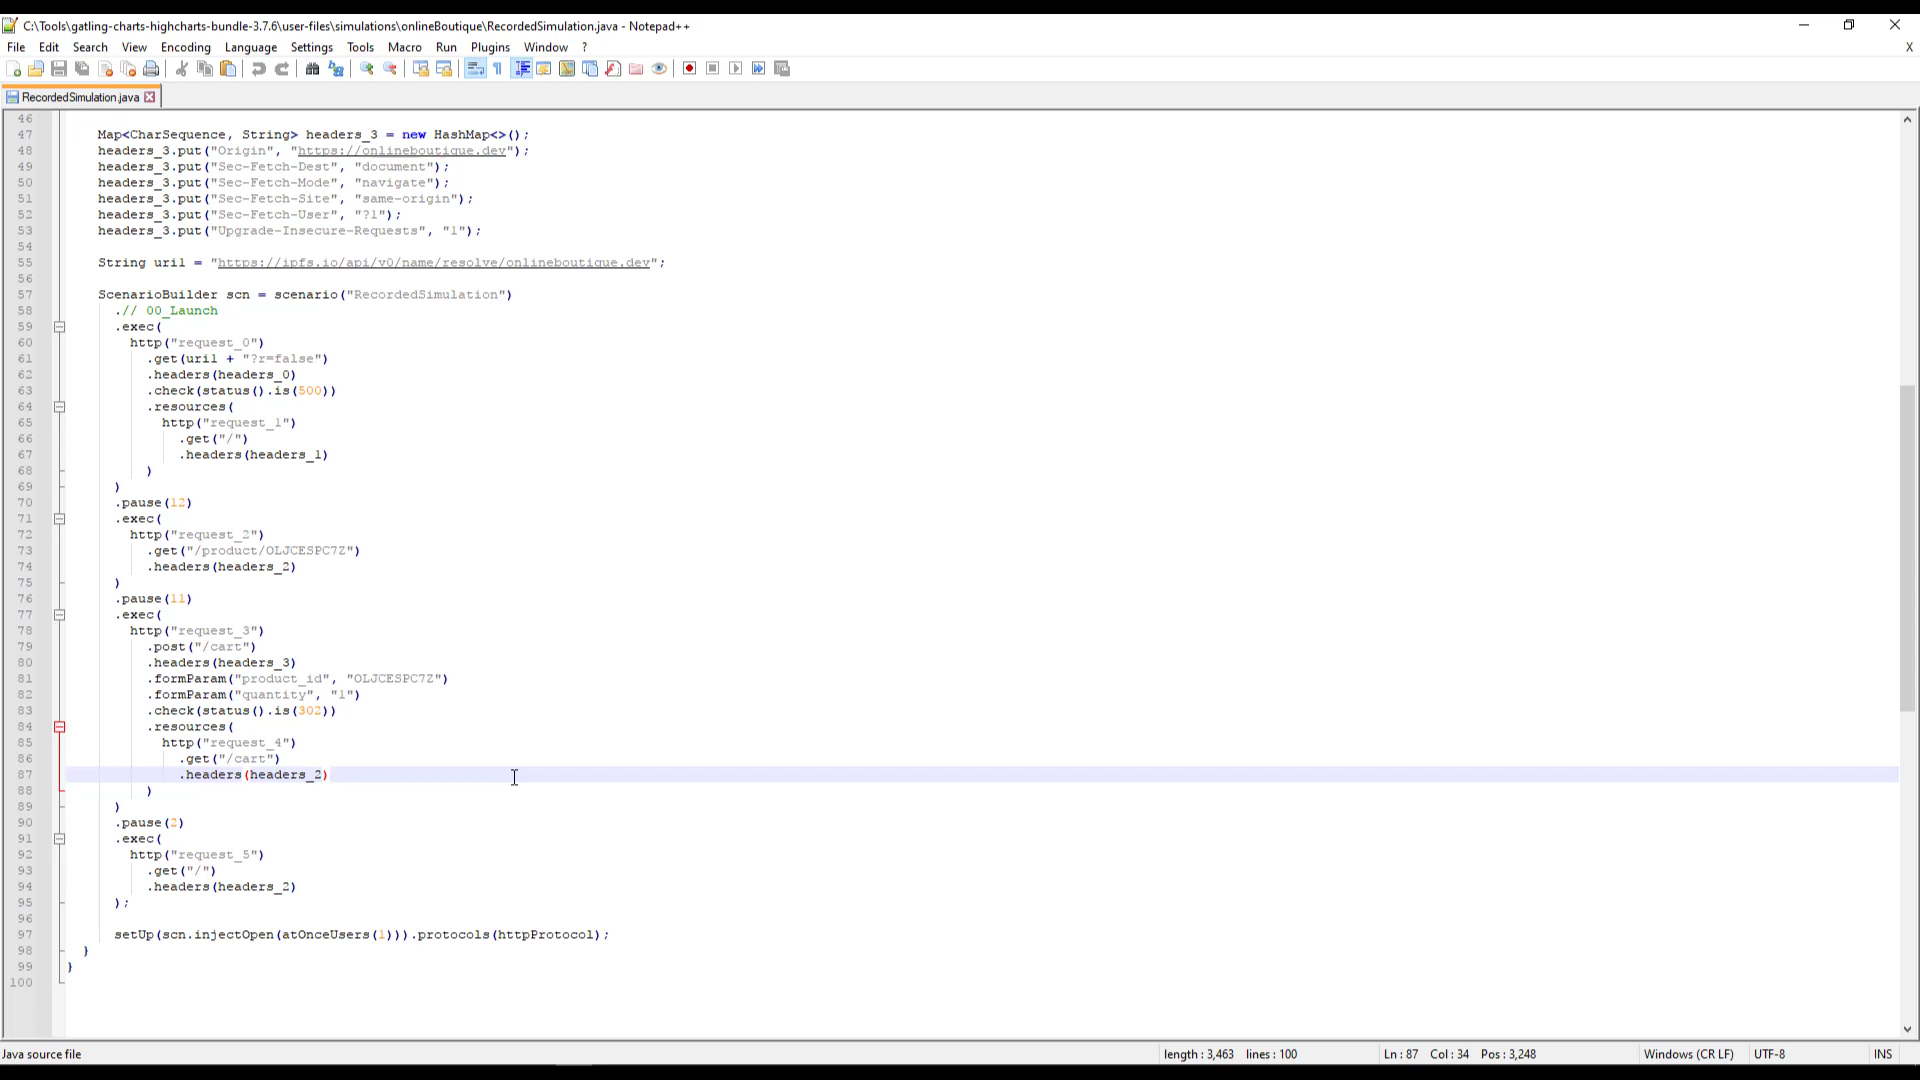 C:\Tools\gatling-charts-highcharts-bundle-3.7.6\user-files\simulations\onlineBoutique\RecordedSimulation.java - Notepad++
File Edit Search View Encoding Language Settings Tools Macro Run Plugins Window ? X
RecordedSimulation.java
46
47 Map<CharSequence, String> headers_3 = new HashMap<>();
48 headers_3.put("Origin", "https://onlineboutique.dev");
49 headers_3.put("Sec-Fetch-Dest", "document");
50 headers_3.put("Sec-Fetch-Mode", "navigate");
51 headers_3.put("Sec-Fetch-Site", "same-origin");
52 headers_3.put("Sec-Fetch-User", "?1");
53 headers_3.put("Upgrade-Insecure-Requests", "1");
54
55 String uri1 = "https://ipfs.io/api/v0/name/resolve/onlineboutique.dev";
56
57 ScenarioBuilder scn = scenario("RecordedSimulation")
58 .// 00_Launch
59 .exec(
60 http("request_0")
61 .get(uri1 + "?r=false")
62 .headers(headers_0)
63 .check(status().is(500))
64 .resources(
65 http("request_1")
66 .get("/")
67 .headers(headers_1)
68 )
69 )
70 .pause(12)
71 .exec(
72 http("request_2")
73 .get("/product/OLJCESPC7Z")
74 .headers(headers_2)
75 )
76 .pause(11)
77 .exec(
78 http("request_3")
79 .post("/cart")
80 .headers(headers_3)
81 .formParam("product_id", "OLJCESPC7Z")
82 .formParam("quantity", "1")
83 .check(status().is(302))
84 .resources(
85 http("request_4")
86 .get("/cart")
87 .headers(headers_2)
88 )
89 )
90 .pause(2)
91 .exec(
92 http("request_5")
93 .get("/")
94 .headers(headers_2)
95 );
96
97 setUp(scn.injectOpen(atOnceUsers(1))).protocols(httpProtocol);
98 }
99 }
100
Java source file length : 3,463 lines : 100 Ln : 87 Col : 34 Pos : 3,248 Windows (CR LF) UTF-8 INS